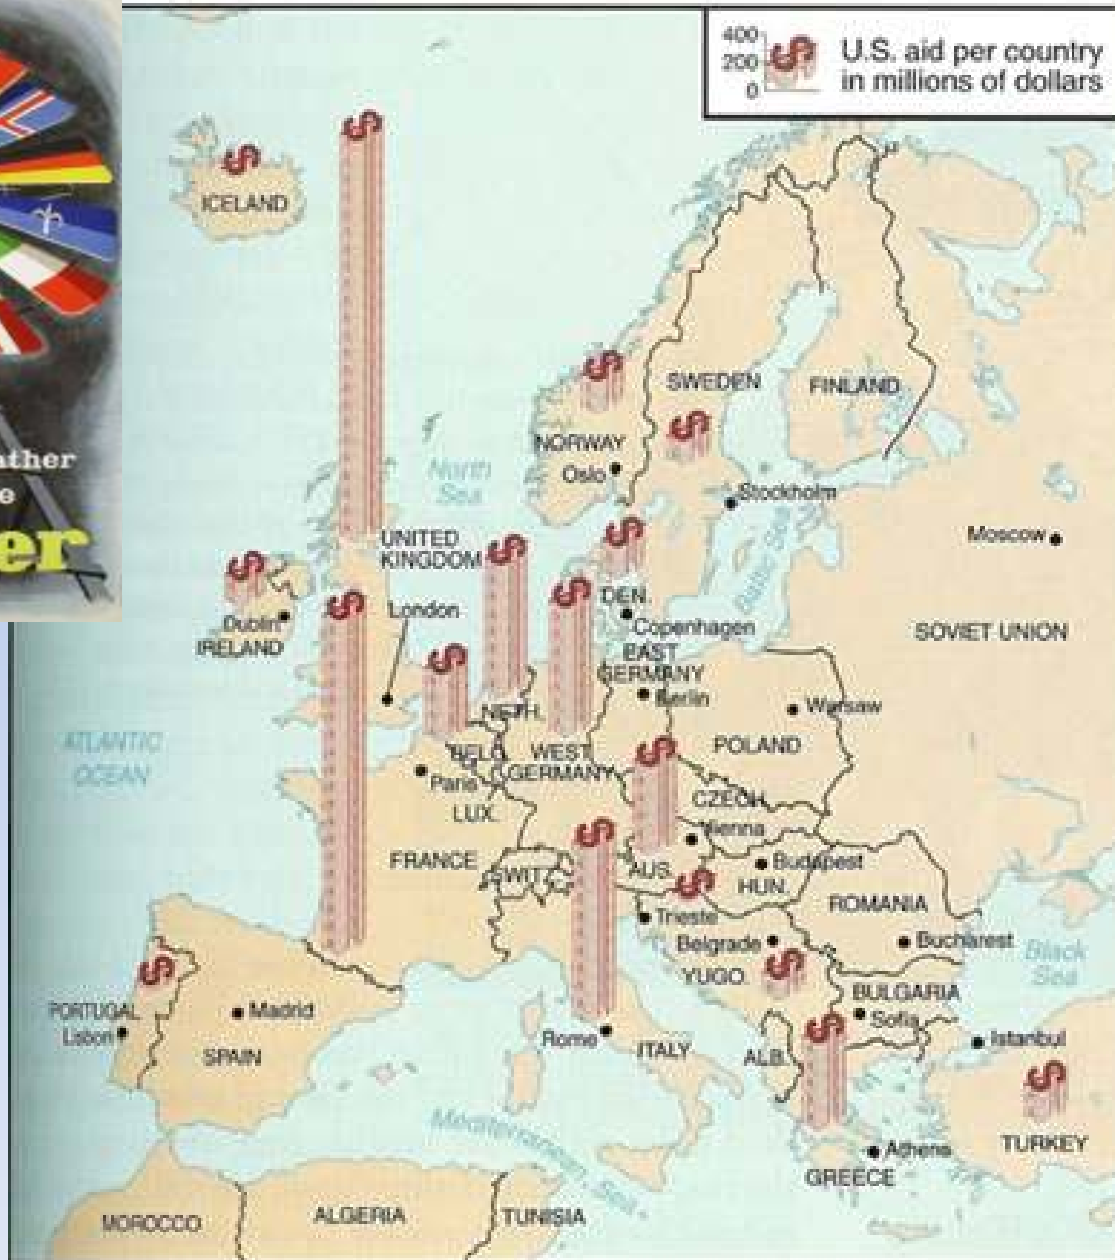 400
200
0
U.S. aid per country
in millions of dollars
ICELAND
ather
e
er
SWEDEN
FINLAND
NORWAY
Oslo
North
Sea
Stockholm
Moscow
UNITED
KINGDOM
Baltic Sea
DEN.
London
Dublin
Copenhagen
IRELAND
SOVIET UNION
EAST
GERMANY
Berlin
NETH.
Warsaw
ATLANTIC
OCEAN
BELG.
WEST
GERMANY
POLAND
Paris
CZECH.
LUX.
Vienna
FRANCE
SWITZ.
AUS.
Budapest
HUN.
ROMANIA
Trieste
Belgrade
Bucharest
Black
Sea
YUGO.
PORTUGAL
Madrid
BULGARIA
Sofia
Lisbon
Rome
ITALY
Istanbul
SPAIN
ALB.
Mediterranean Sea
TURKEY
Athens
GREECE
MOROCCO
ALGERIA
TUNISIA